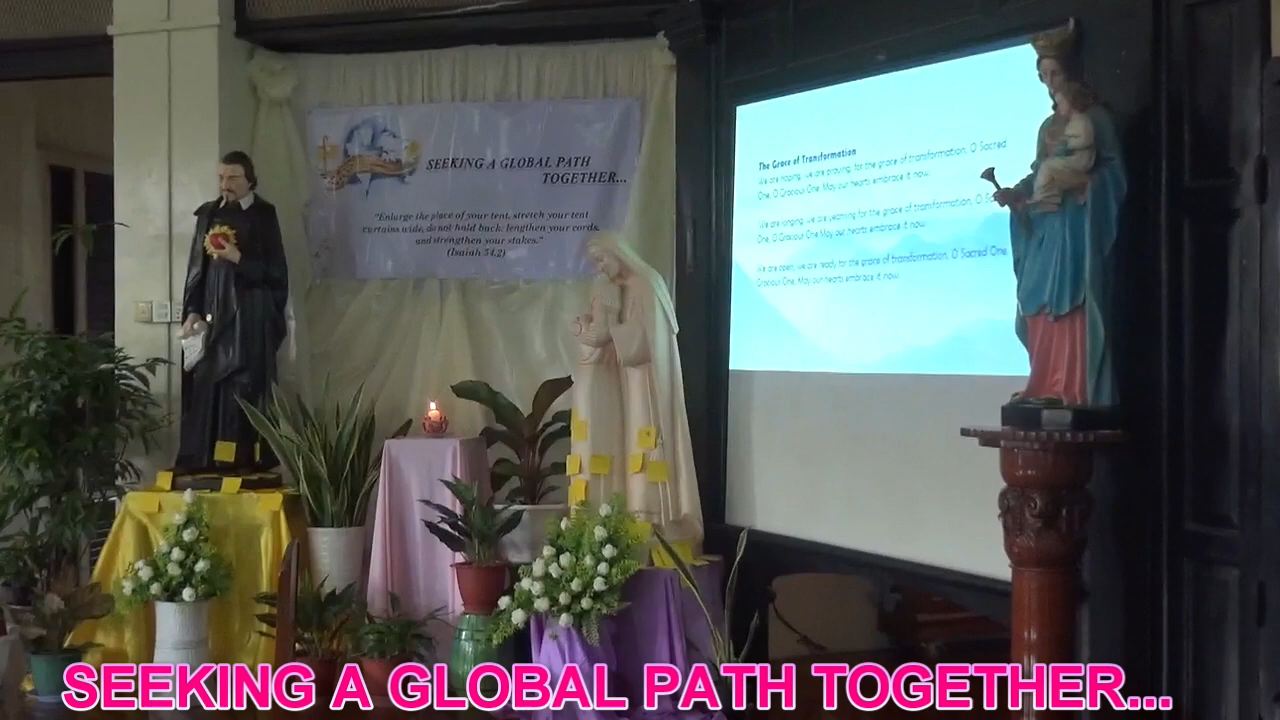 SEEKING A GLOBAL PATH
TOGETHER...
"Enlarge the place of your tent, stretch your tent
curtains wide, do not hold back; lengthen your cords,
and strengthen your stakes."
(Isaiah 54:2)
The Grace of Transformation
We are hoping, we are praying, for the grace of transformation, O Sacred
One, O Gracious One. May our hearts embrace it now.
We are longing, we are yearning for the grace of transformation, O
One, O Gracious One May our hearts embrace it now.
We are open, we are ready for the grace of transformation, O Sacred One,
Gracious One, May our hearts embrace it now.
SEEKING A GLOBAL PATH TOGETHER...